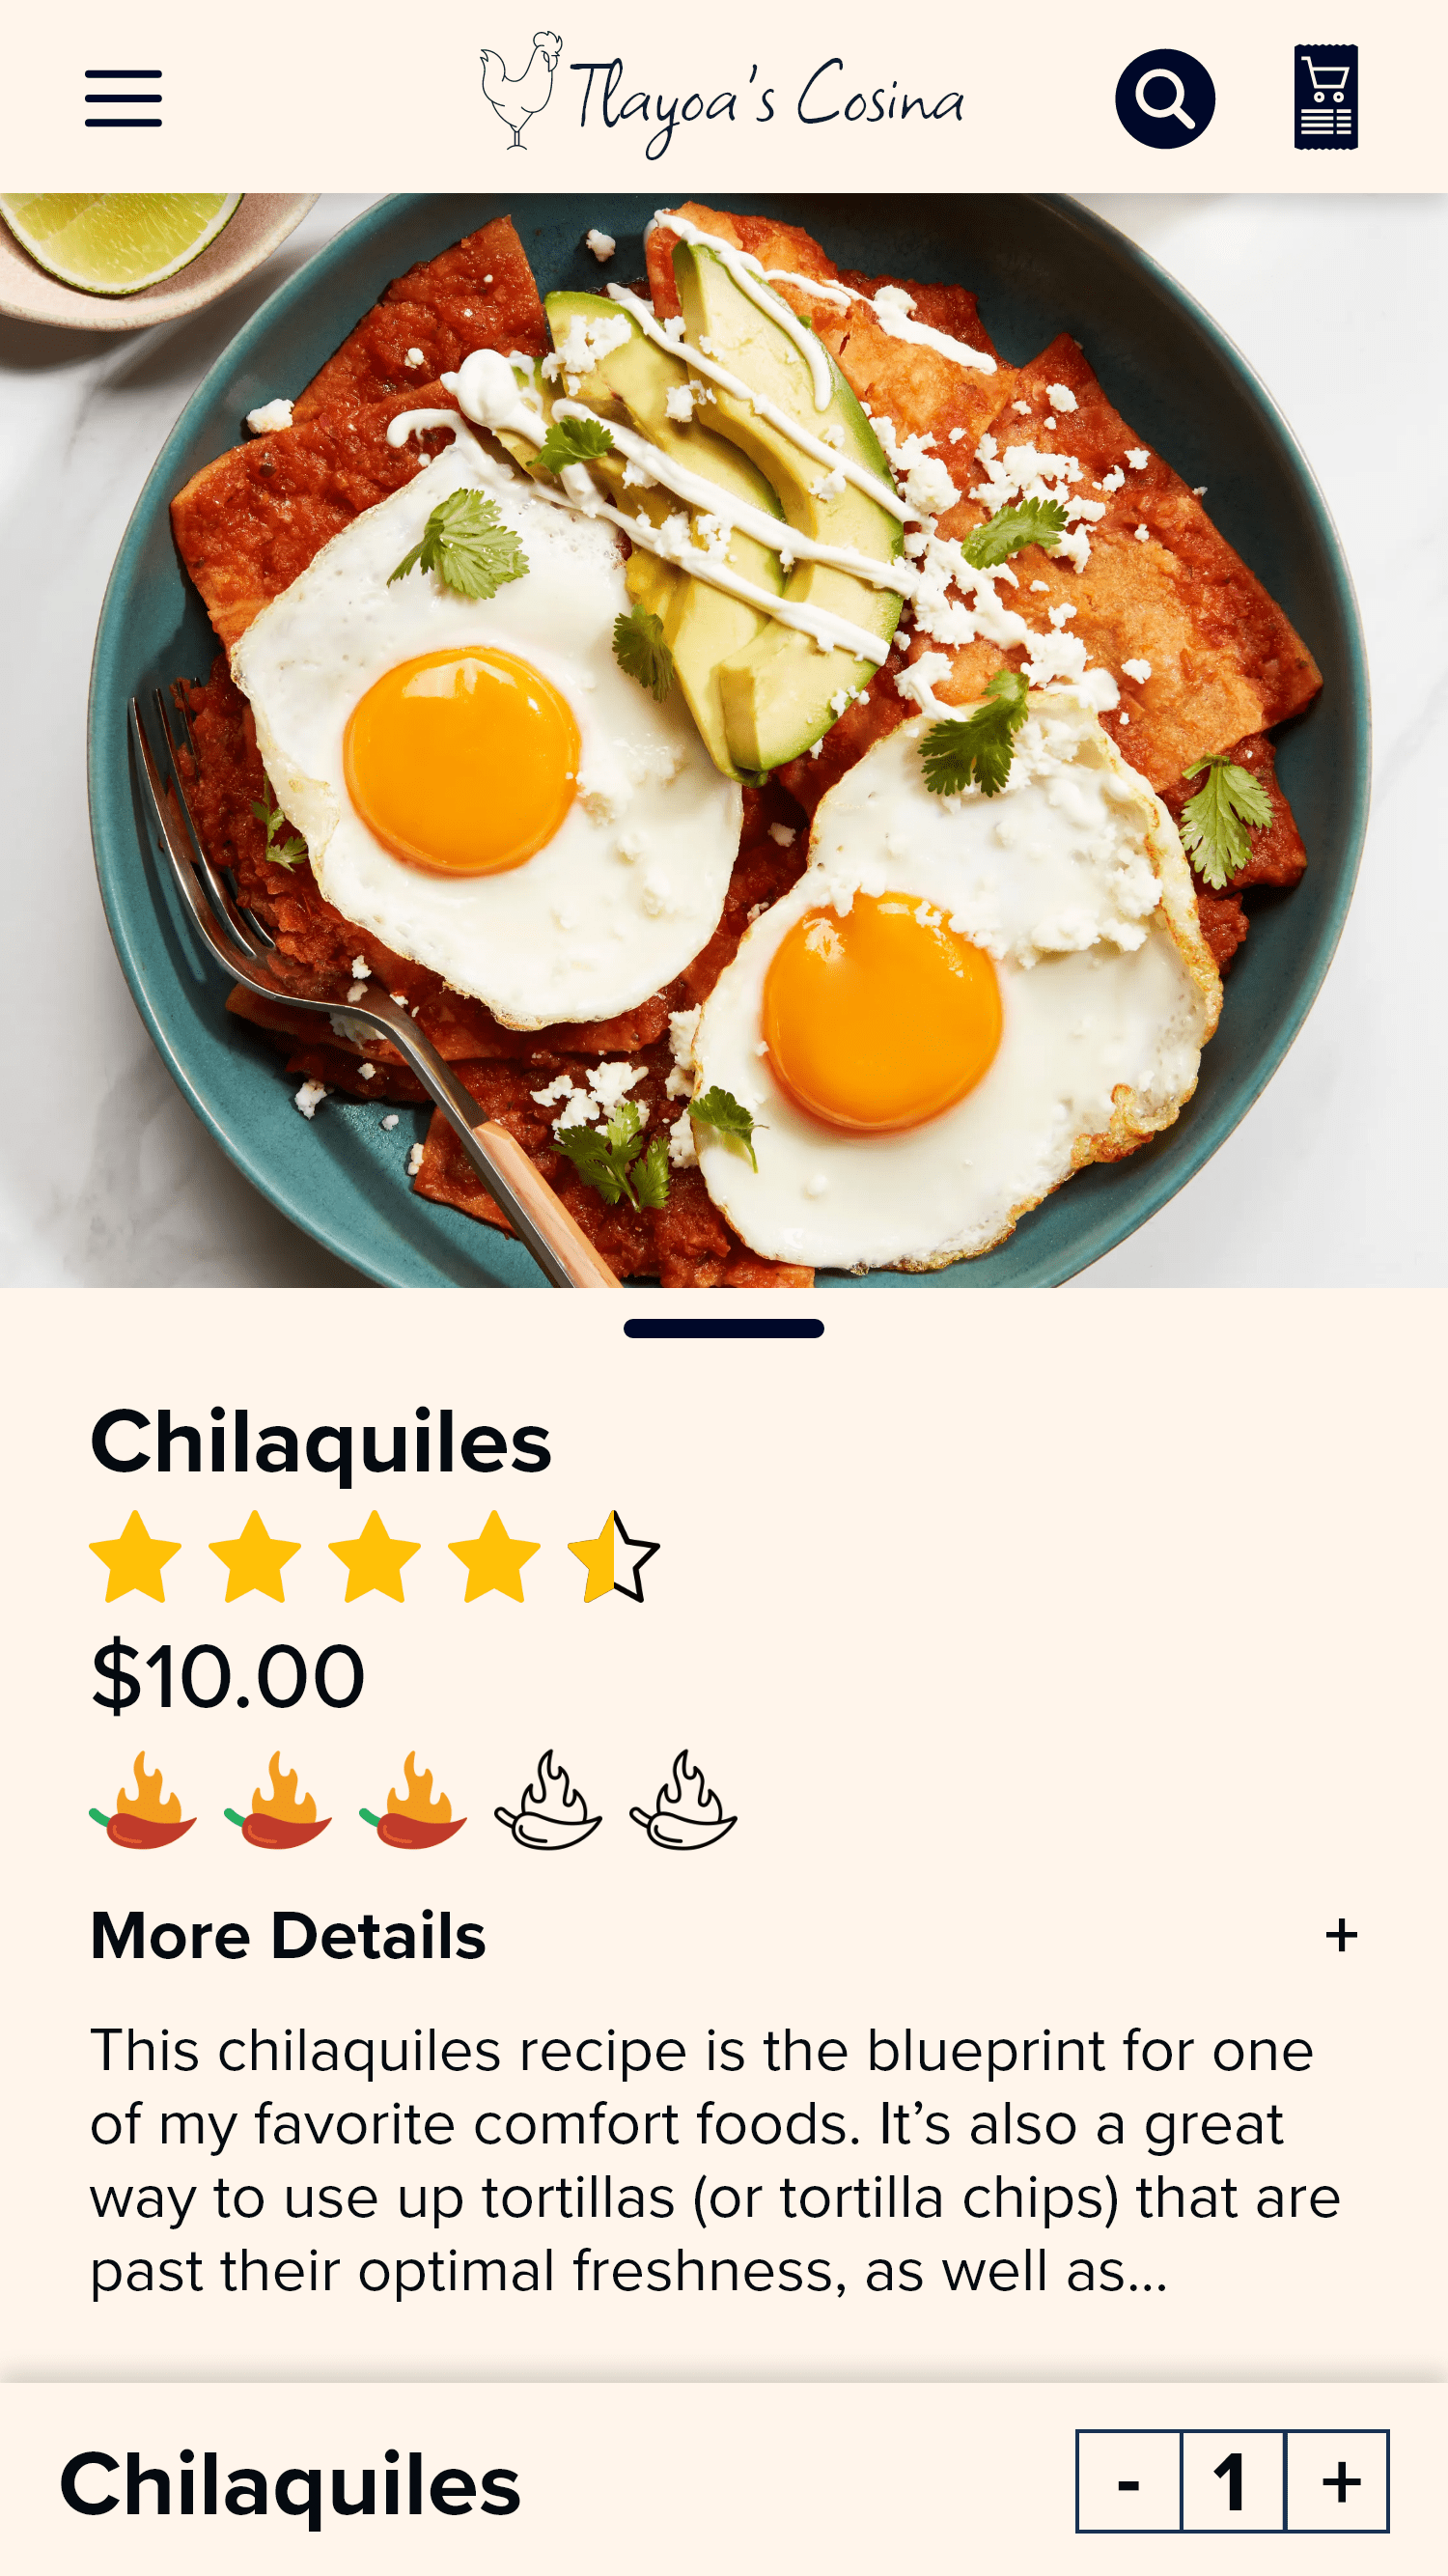 Tlayoa's Cosina
Chilaquiles
$10.00
More Details +
This chilaquiles recipe is the blueprint for one
of my favorite comfort foods. It’s also a great
way to use up tortillas (or tortilla chips) that are
past their optimal freshness, as well as...
Chilaquiles - 1 +